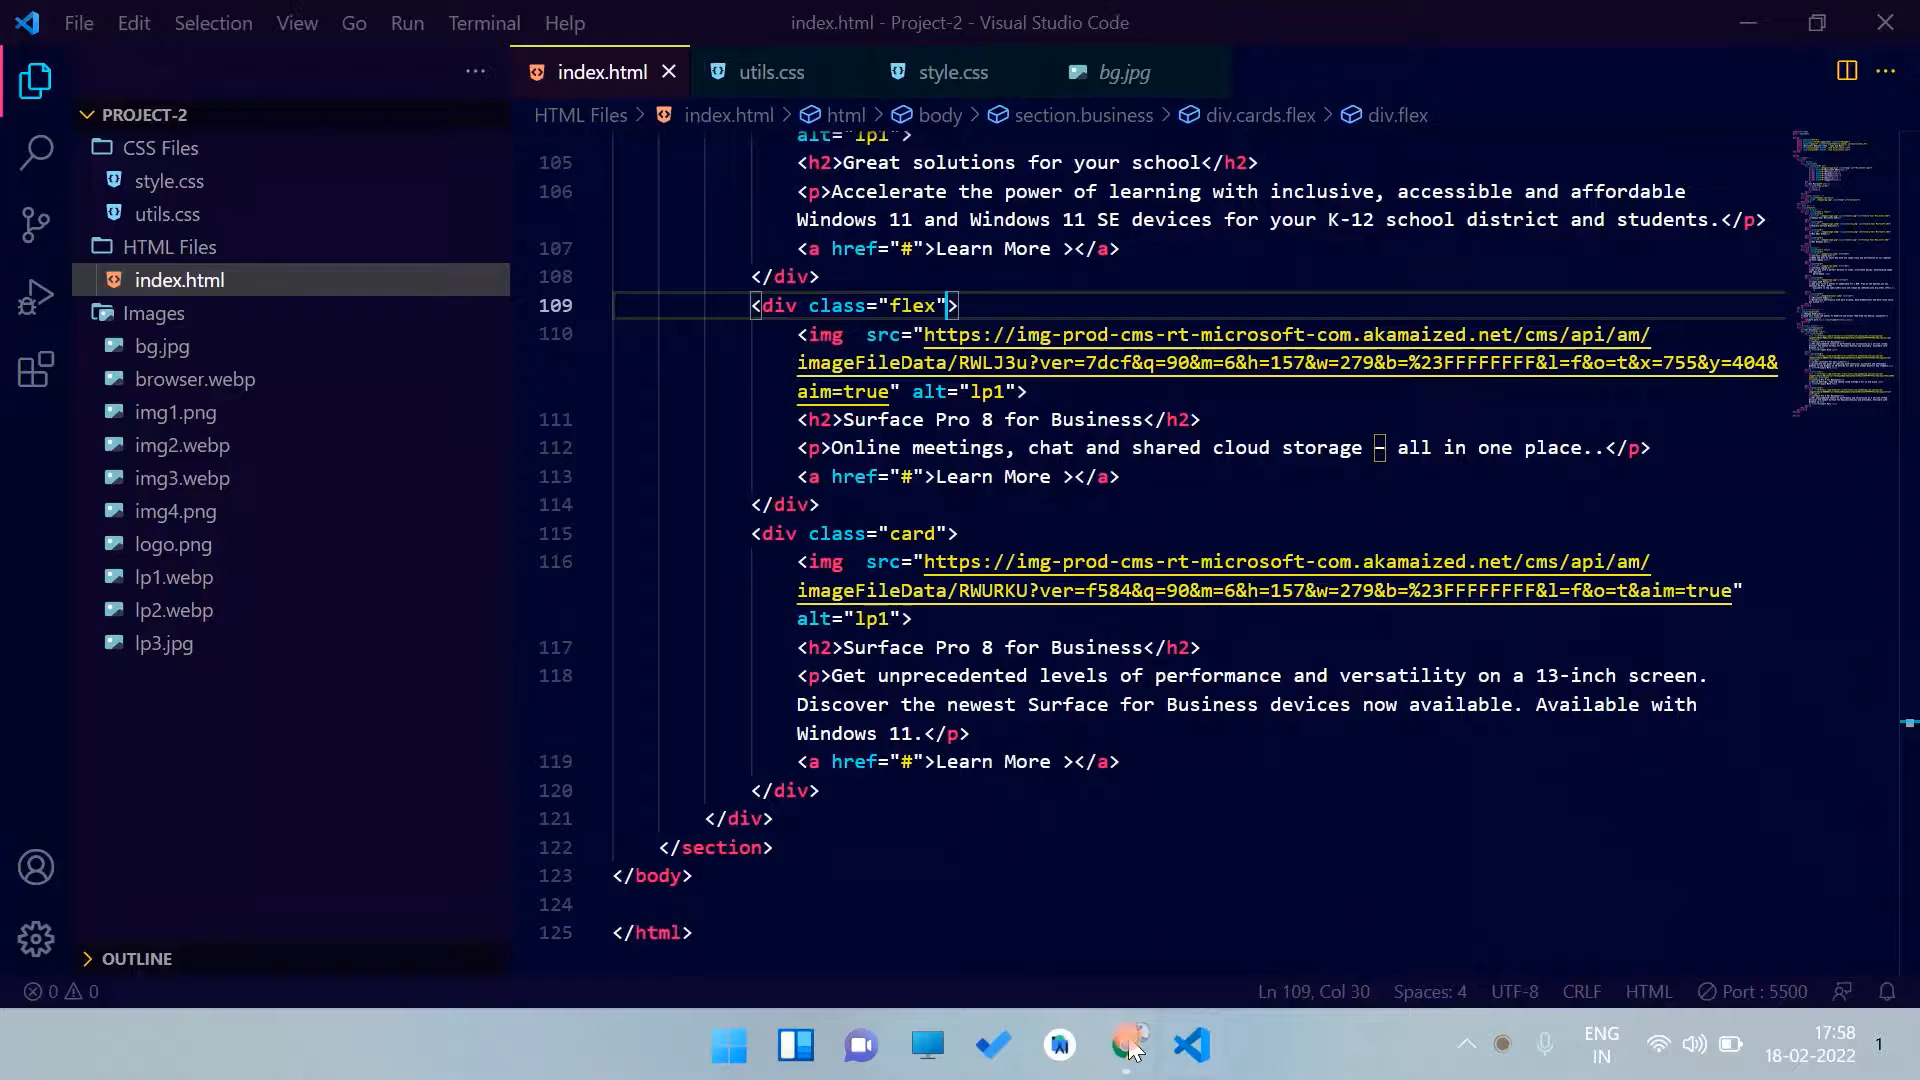 File Edit Selection View Go Run Terminal Help index.html - Project-2 - Visual Studio Code
index.html utils.css style.css bg.jpg
PROJECT-2
CSS Files
style.css
utils.css
HTML Files
index.html
Images
bg.jpg
browser.webp
img1.png
img2.webp
img3.webp
img4.png
logo.png
lp1.webp
lp2.webp
lp3.jpg
OUTLINE
HTML Files > index.html > html > body > section.business > div.cards.flex > div.flex
alt="lp1">
105 <h2>Great solutions for your school</h2>
106 <p>Accelerate the power of learning with inclusive, accessible and affordable
Windows 11 and Windows 11 SE devices for your K-12 school district and students.</p>
107 <a href="#">Learn More ></a>
108 </div>
109 <div class="flex">
110 <img  src="https://img-prod-cms-rt-microsoft-com.akamaized.net/cms/api/am/
imageFileData/RWLJ3u?ver=7dcf&q=90&m=6&h=157&w=279&b=%23FFFFFFFF&l=f&o=t&x=755&y=404&
aim=true" alt="lp1">
111 <h2>Surface Pro 8 for Business</h2>
112 <p>Online meetings, chat and shared cloud storage – all in one place..</p>
113 <a href="#">Learn More ></a>
114 </div>
115 <div class="card">
116 <img  src="https://img-prod-cms-rt-microsoft-com.akamaized.net/cms/api/am/
imageFileData/RWURKU?ver=f584&q=90&m=6&h=157&w=279&b=%23FFFFFFFF&l=f&o=t&aim=true"
alt="lp1">
117 <h2>Surface Pro 8 for Business</h2>
118 <p>Get unprecedented levels of performance and versatility on a 13-inch screen.
Discover the newest Surface for Business devices now available. Available with
Windows 11.</p>
119 <a href="#">Learn More ></a>
120 </div>
121 </div>
122 </section>
123 </body>
124
125 </html>
0 0 Ln 109, Col 30 Spaces: 4 UTF-8 CRLF HTML Port : 5500
ENG
IN
17:58
18-02-2022
1